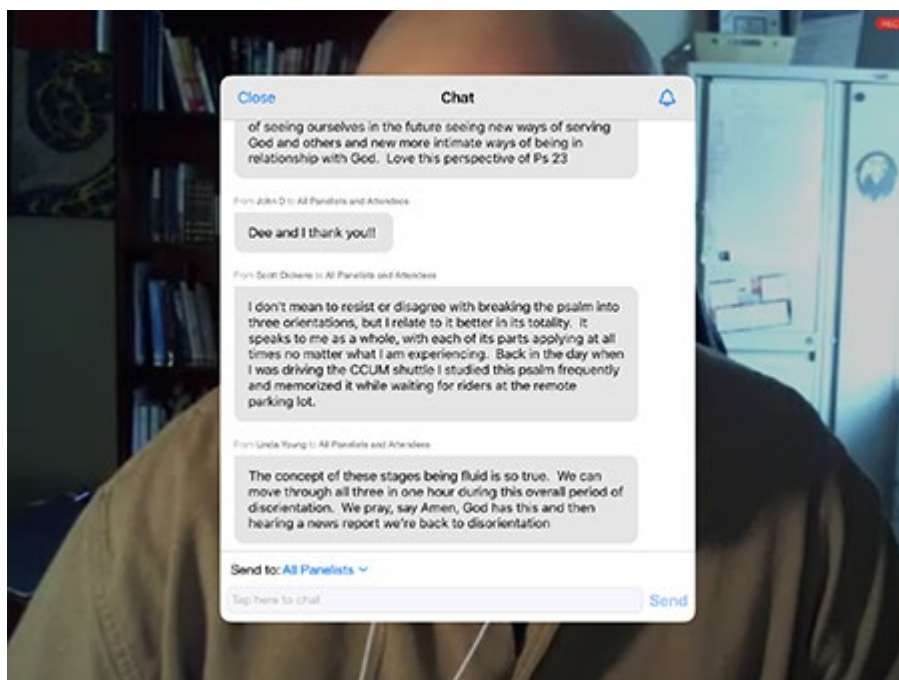 REC
Close
Chat
of seeing ourselves in the future seeing new ways of serving
God and others and new more intimate ways of being in
relationship with God. Love this perspective of Ps 23
From John D to All Panelists and Attendees
Dee and I thank you!!
From Scott Dickens to All Panelists and Attendees
I don't mean to resist or disagree with breaking the psalm into
three orientations, but I relate to it better in its totality. It
speaks to me as a whole, with each of its parts applying at all
times no matter what I am experiencing. Back in the day when
I was driving the CCUM shuttle I studied this psalm frequently
and memorized it while waiting for riders at the remote
parking lot.
From Linda Young to All Panelists and Attendees
The concept of these stages being fluid is so true. We can
move through all three in one hour during this overall period of
disorientation. We pray, say Amen, God has this and then
hearing a news report we're back to disorientation
Send to: All Panelists
Tap here to chat
Send